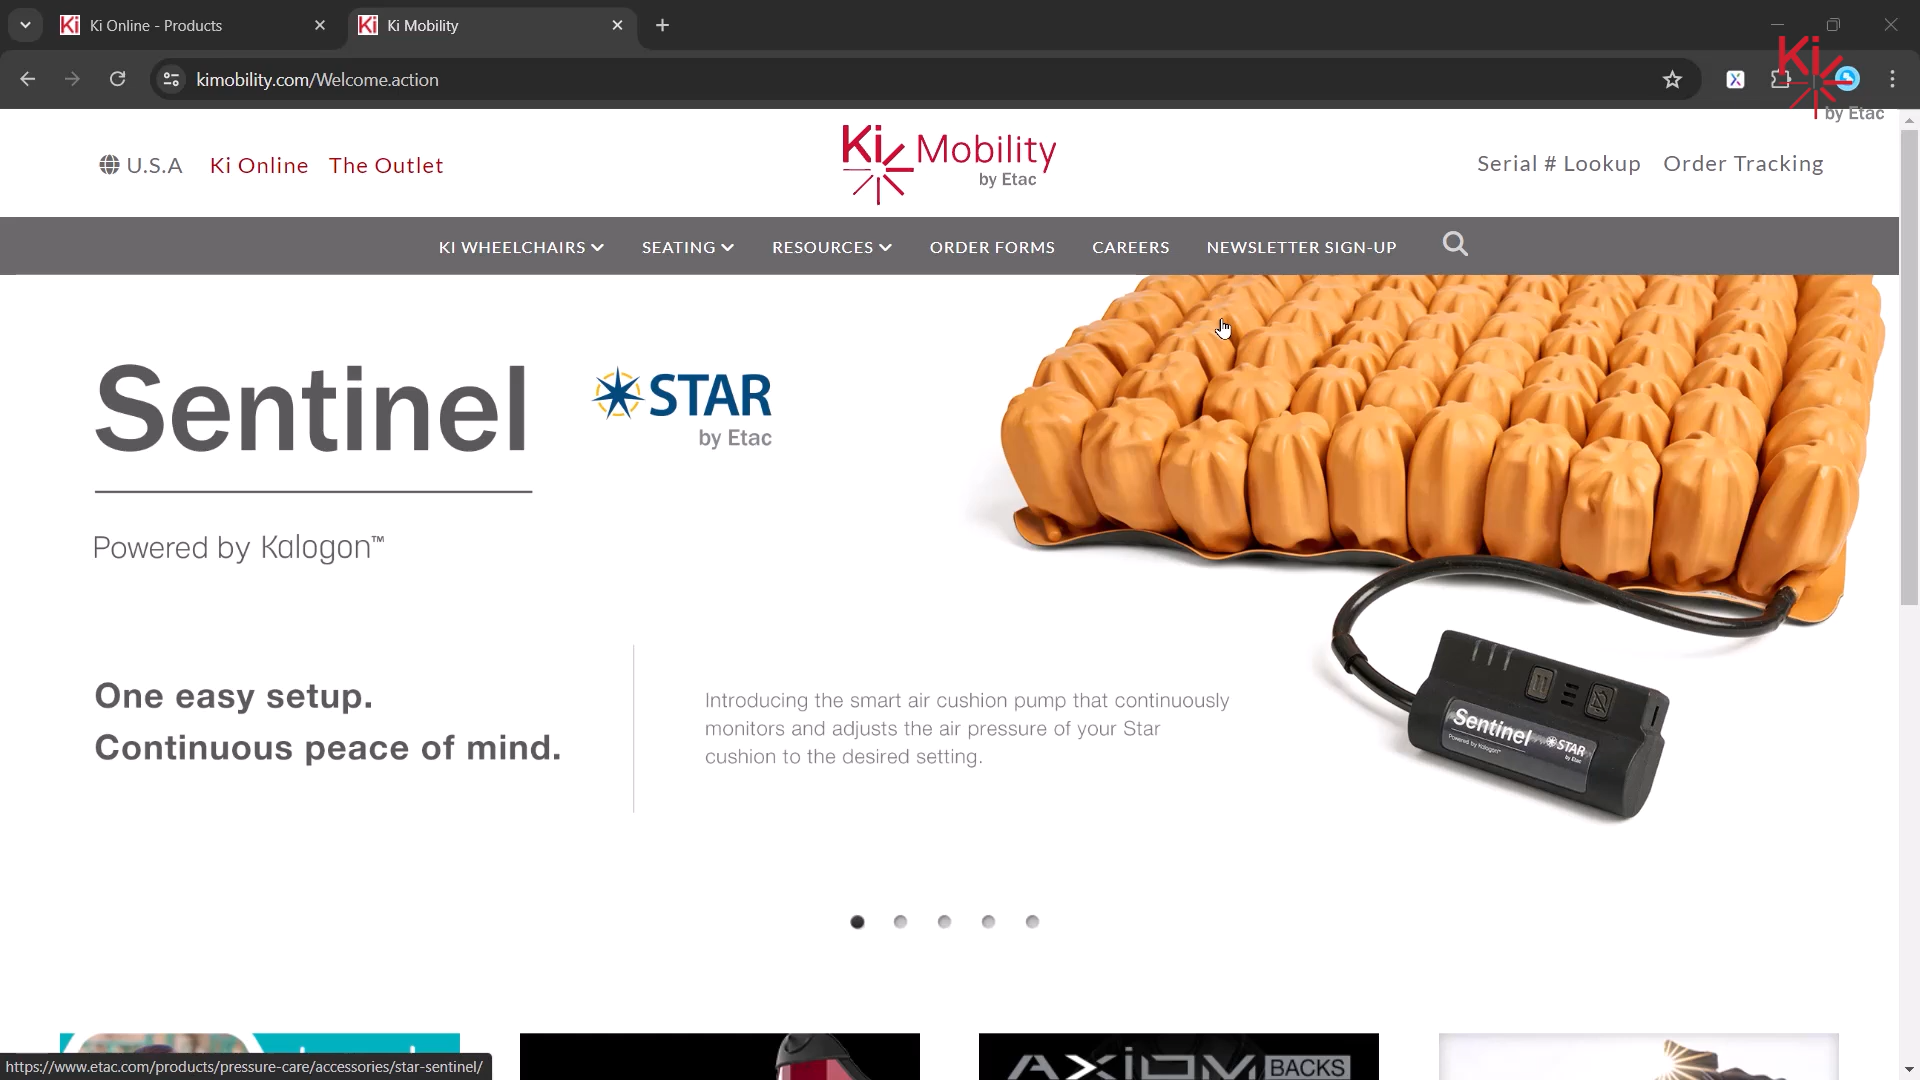 Ki Online - Products
Ki Mobility
kimobility.com/Welcome.action
Ki
by Etac
U.S.A Ki Online The Outlet
Ki Mobility
by Etac
Serial # Lookup Order Tracking
KI WHEELCHAIRS SEATING RESOURCES ORDER FORMS CAREERS NEWSLETTER SIGN-UP
Sentinel
STAR
by Etac
Powered by Kalogon™
One easy setup.
Continuous peace of mind.
Introducing the smart air cushion pump that continuously
monitors and adjusts the air pressure of your Star
cushion to the desired setting.
Sentinel
Powered by Kalogon™
STAR
by Etac
AXIOM BACKS
https://www.etac.com/products/pressure-care/accessories/star-sentinel/